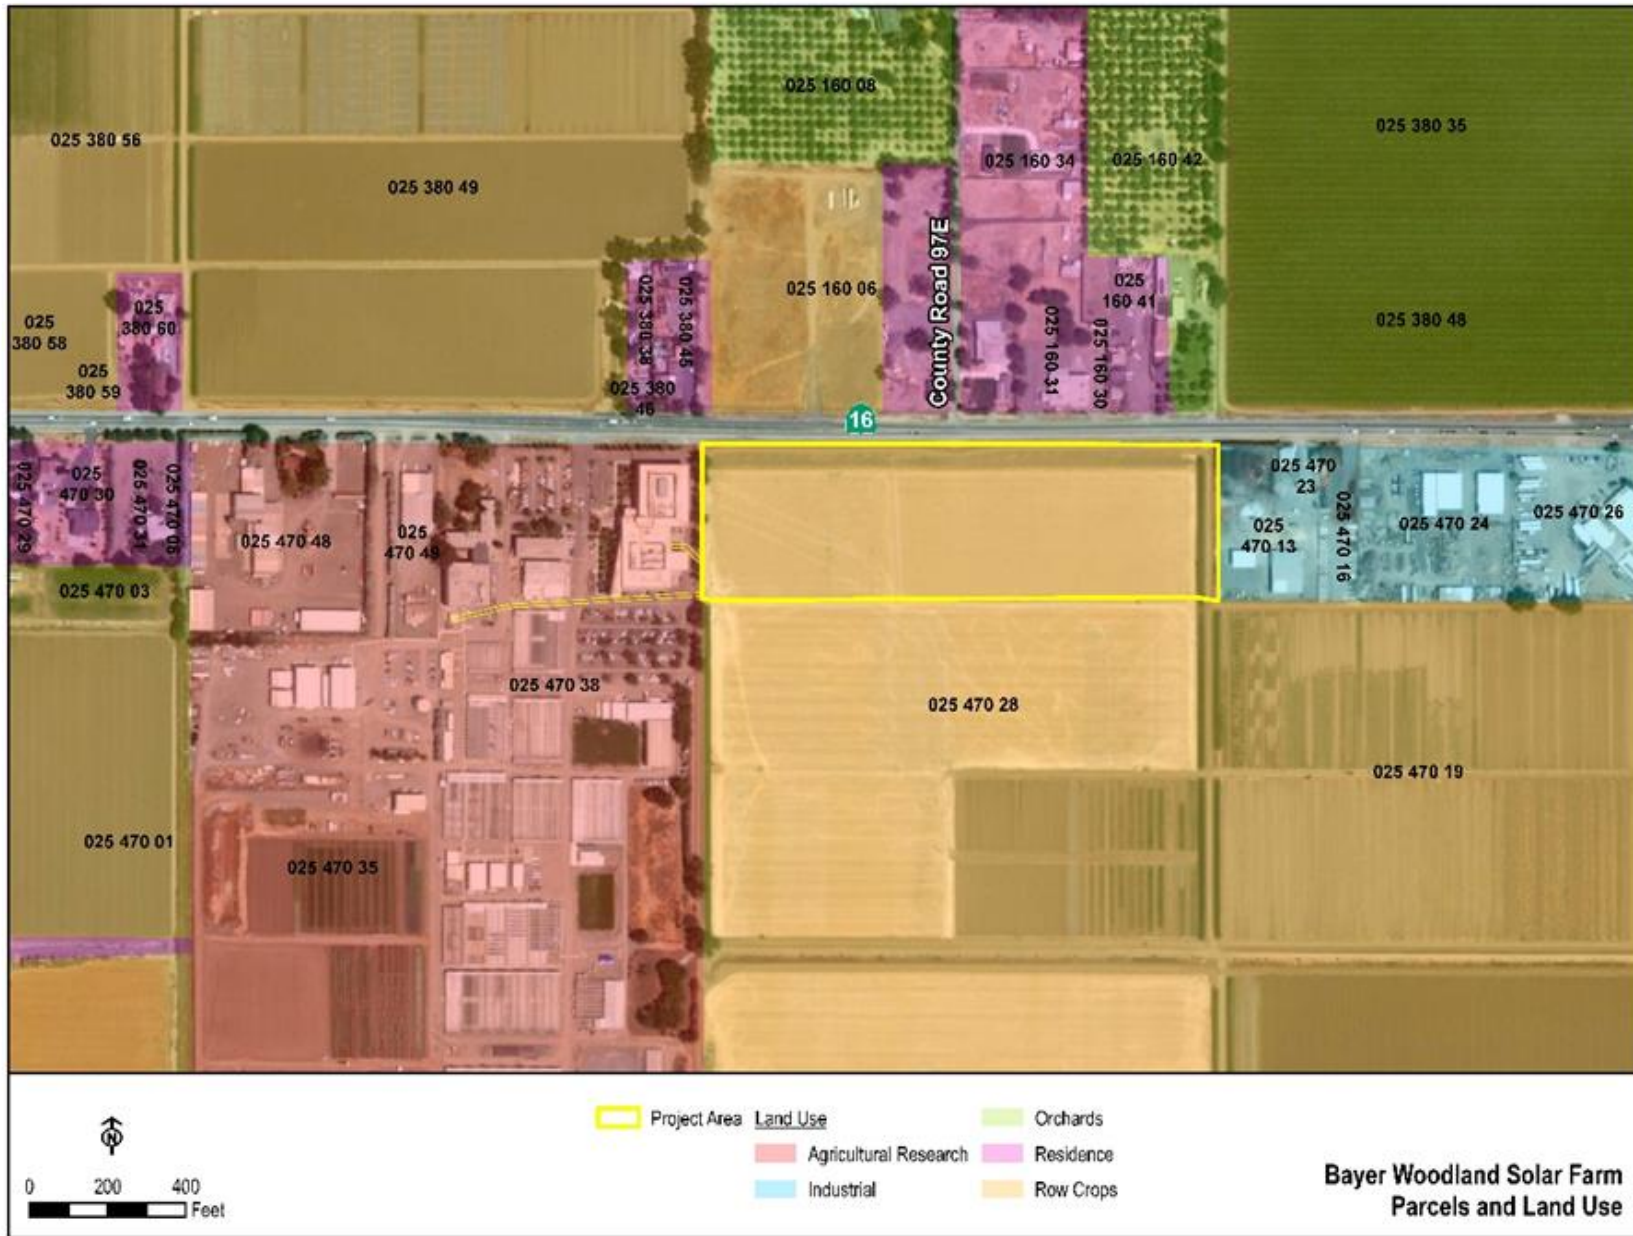 025 160 08
025 380 35
025 380 56
025 160 34
025 160 42
025 380 49
025 160 06
025
160 41
County Road 97E
025
380 60
025 380 38
025 380 45
025
380 58
025 380 48
025 160 31
025 160 30
025
380 59
025 380
46
16
025 470 29
025
470 30
025 470 31
025 470 06
025 470
23
025 470 48
025
470 49
025
470 13
025 470 16
025 470 24
025 470 26
025 470 03
025 470 38
025 470 28
025 470 19
025 470 01
025 470 35
N
0 200 400
Feet
Project Area
Land Use
Agricultural Research
Industrial
Orchards
Residence
Row Crops
Bayer Woodland Solar Farm
Parcels and Land Use